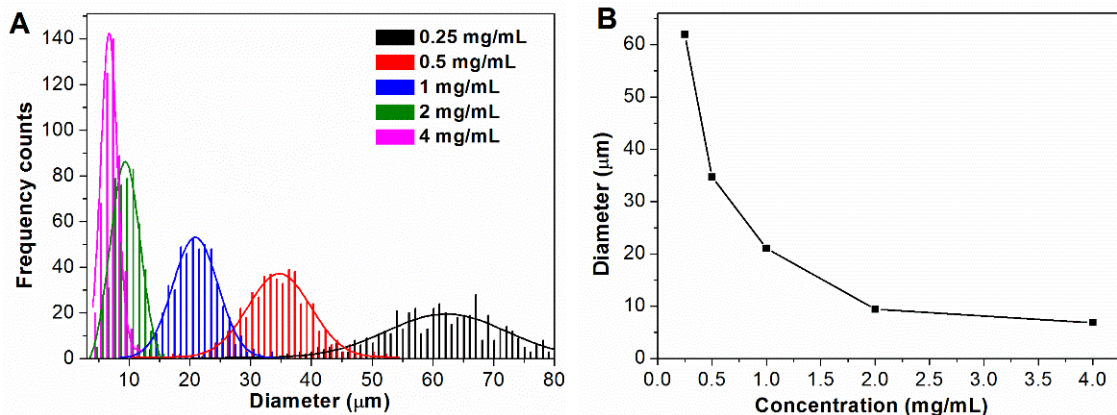 A
Frequency counts
140
120
100
80
60
40
20
0
10
20
30
40
50
60
70
80
Diameter (μm)
0.25 mg/mL
0.5 mg/mL
1 mg/mL
2 mg/mL
4 mg/mL
B
Diameter (μm)
60
50
40
30
20
10
0
0.0
0.5
1.0
1.5
2.0
2.5
3.0
3.5
4.0
Concentration (mg/mL)